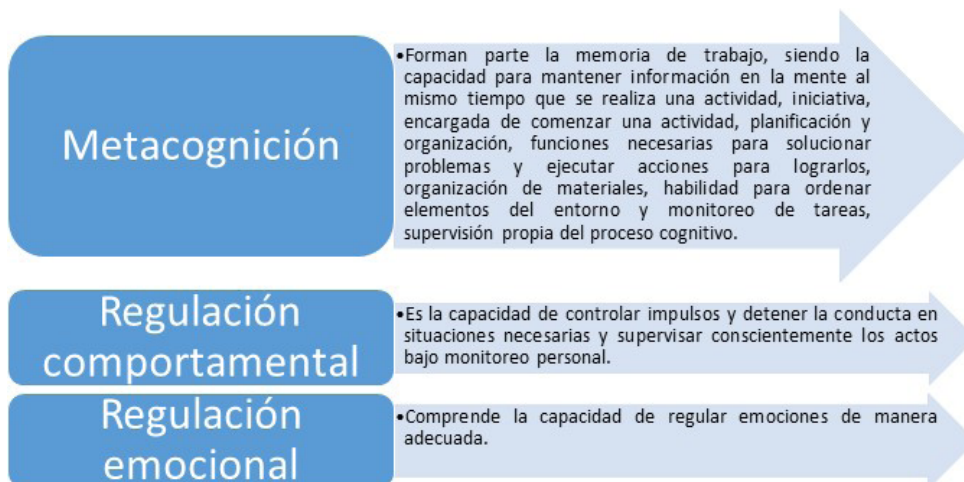 Metacognición
•Forman parte la memoria de trabajo, siendo la
capacidad para mantener información en la mente al
mismo tiempo que se realiza una actividad, iniciativa,
encargada de comenzar una actividad, planificación y
organización, funciones necesarias para solucionar
problemas y ejecutar acciones para lograrlos,
organización de materiales, habilidad para ordenar
elementos del entorno y monitoreo de tareas,
supervisión propia del proceso cognitivo.
Regulación
comportamental
•Es la capacidad de controlar impulsos y detener la conducta en
situaciones necesarias y supervisar conscientemente los actos
bajo monitoreo personal.
Regulación
emocional
•Comprende la capacidad de regular emociones de manera
adecuada.